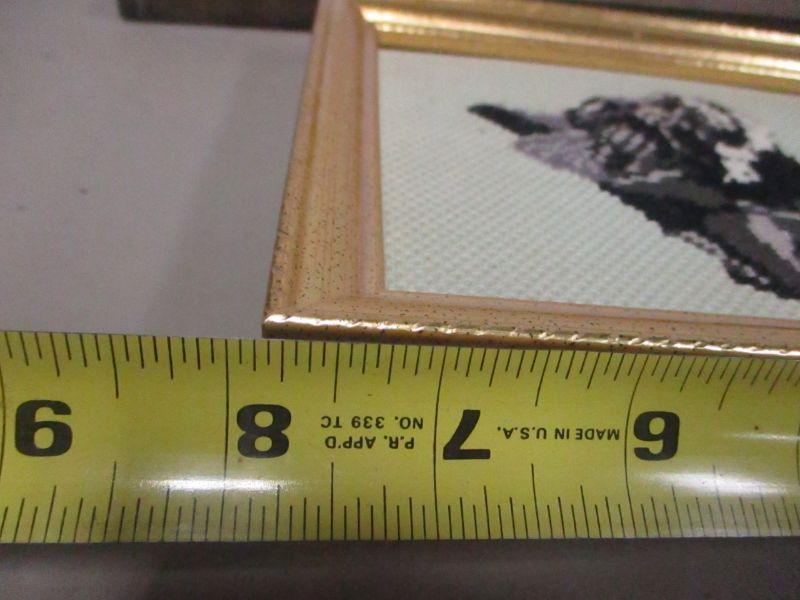 6 MADE IN U.S.A. 7 P.R. APP'D 8 9
NO. 339 TC